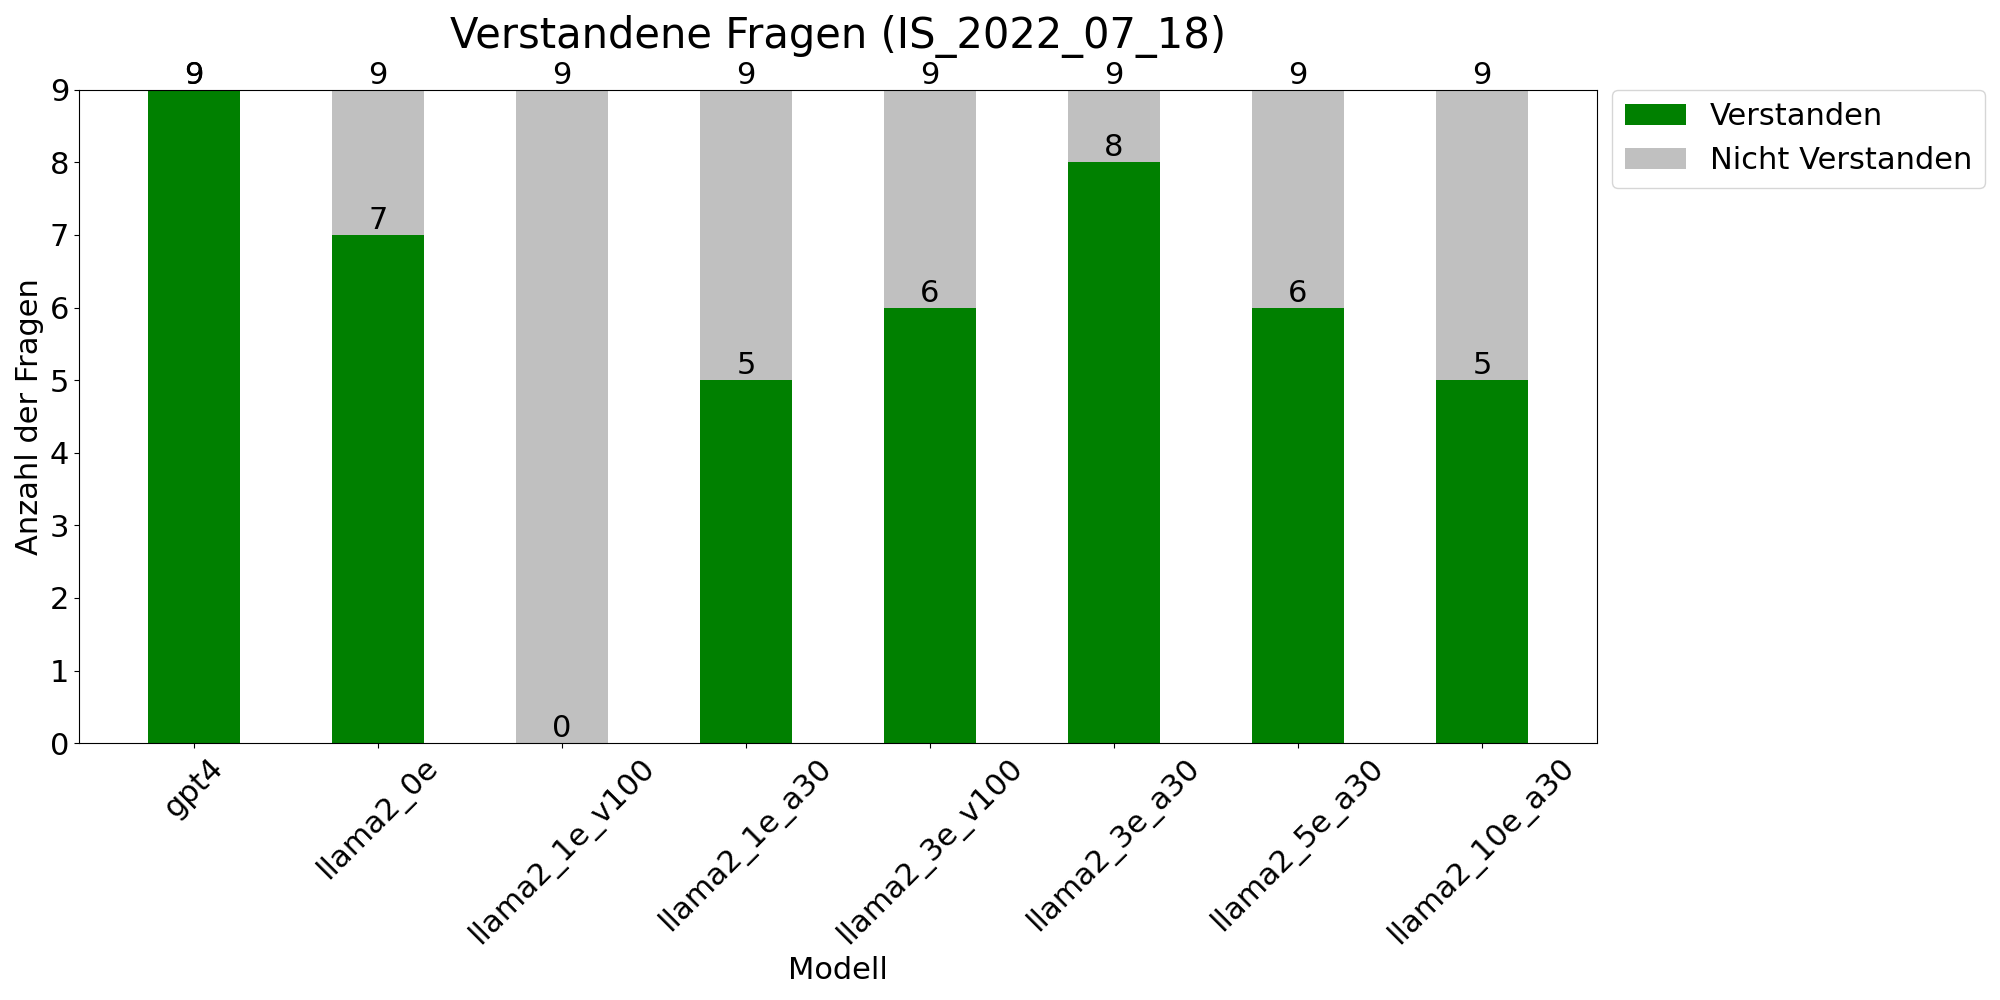 Verstandene Fragen (IS_2022_07_18)
9 9 9 9 9 9 9 9
9
8
7
6
5
4
3
2
1
0
7
0
5
6
8
6
5
Anzahl der Fragen
gpt4
llama2_0e
llama2_1e_v100
llama2_1e_a30
llama2_3e_v100
llama2_3e_a30
llama2_5e_a30
llama2_10e_a30
Modell
Verstanden
Nicht Verstanden